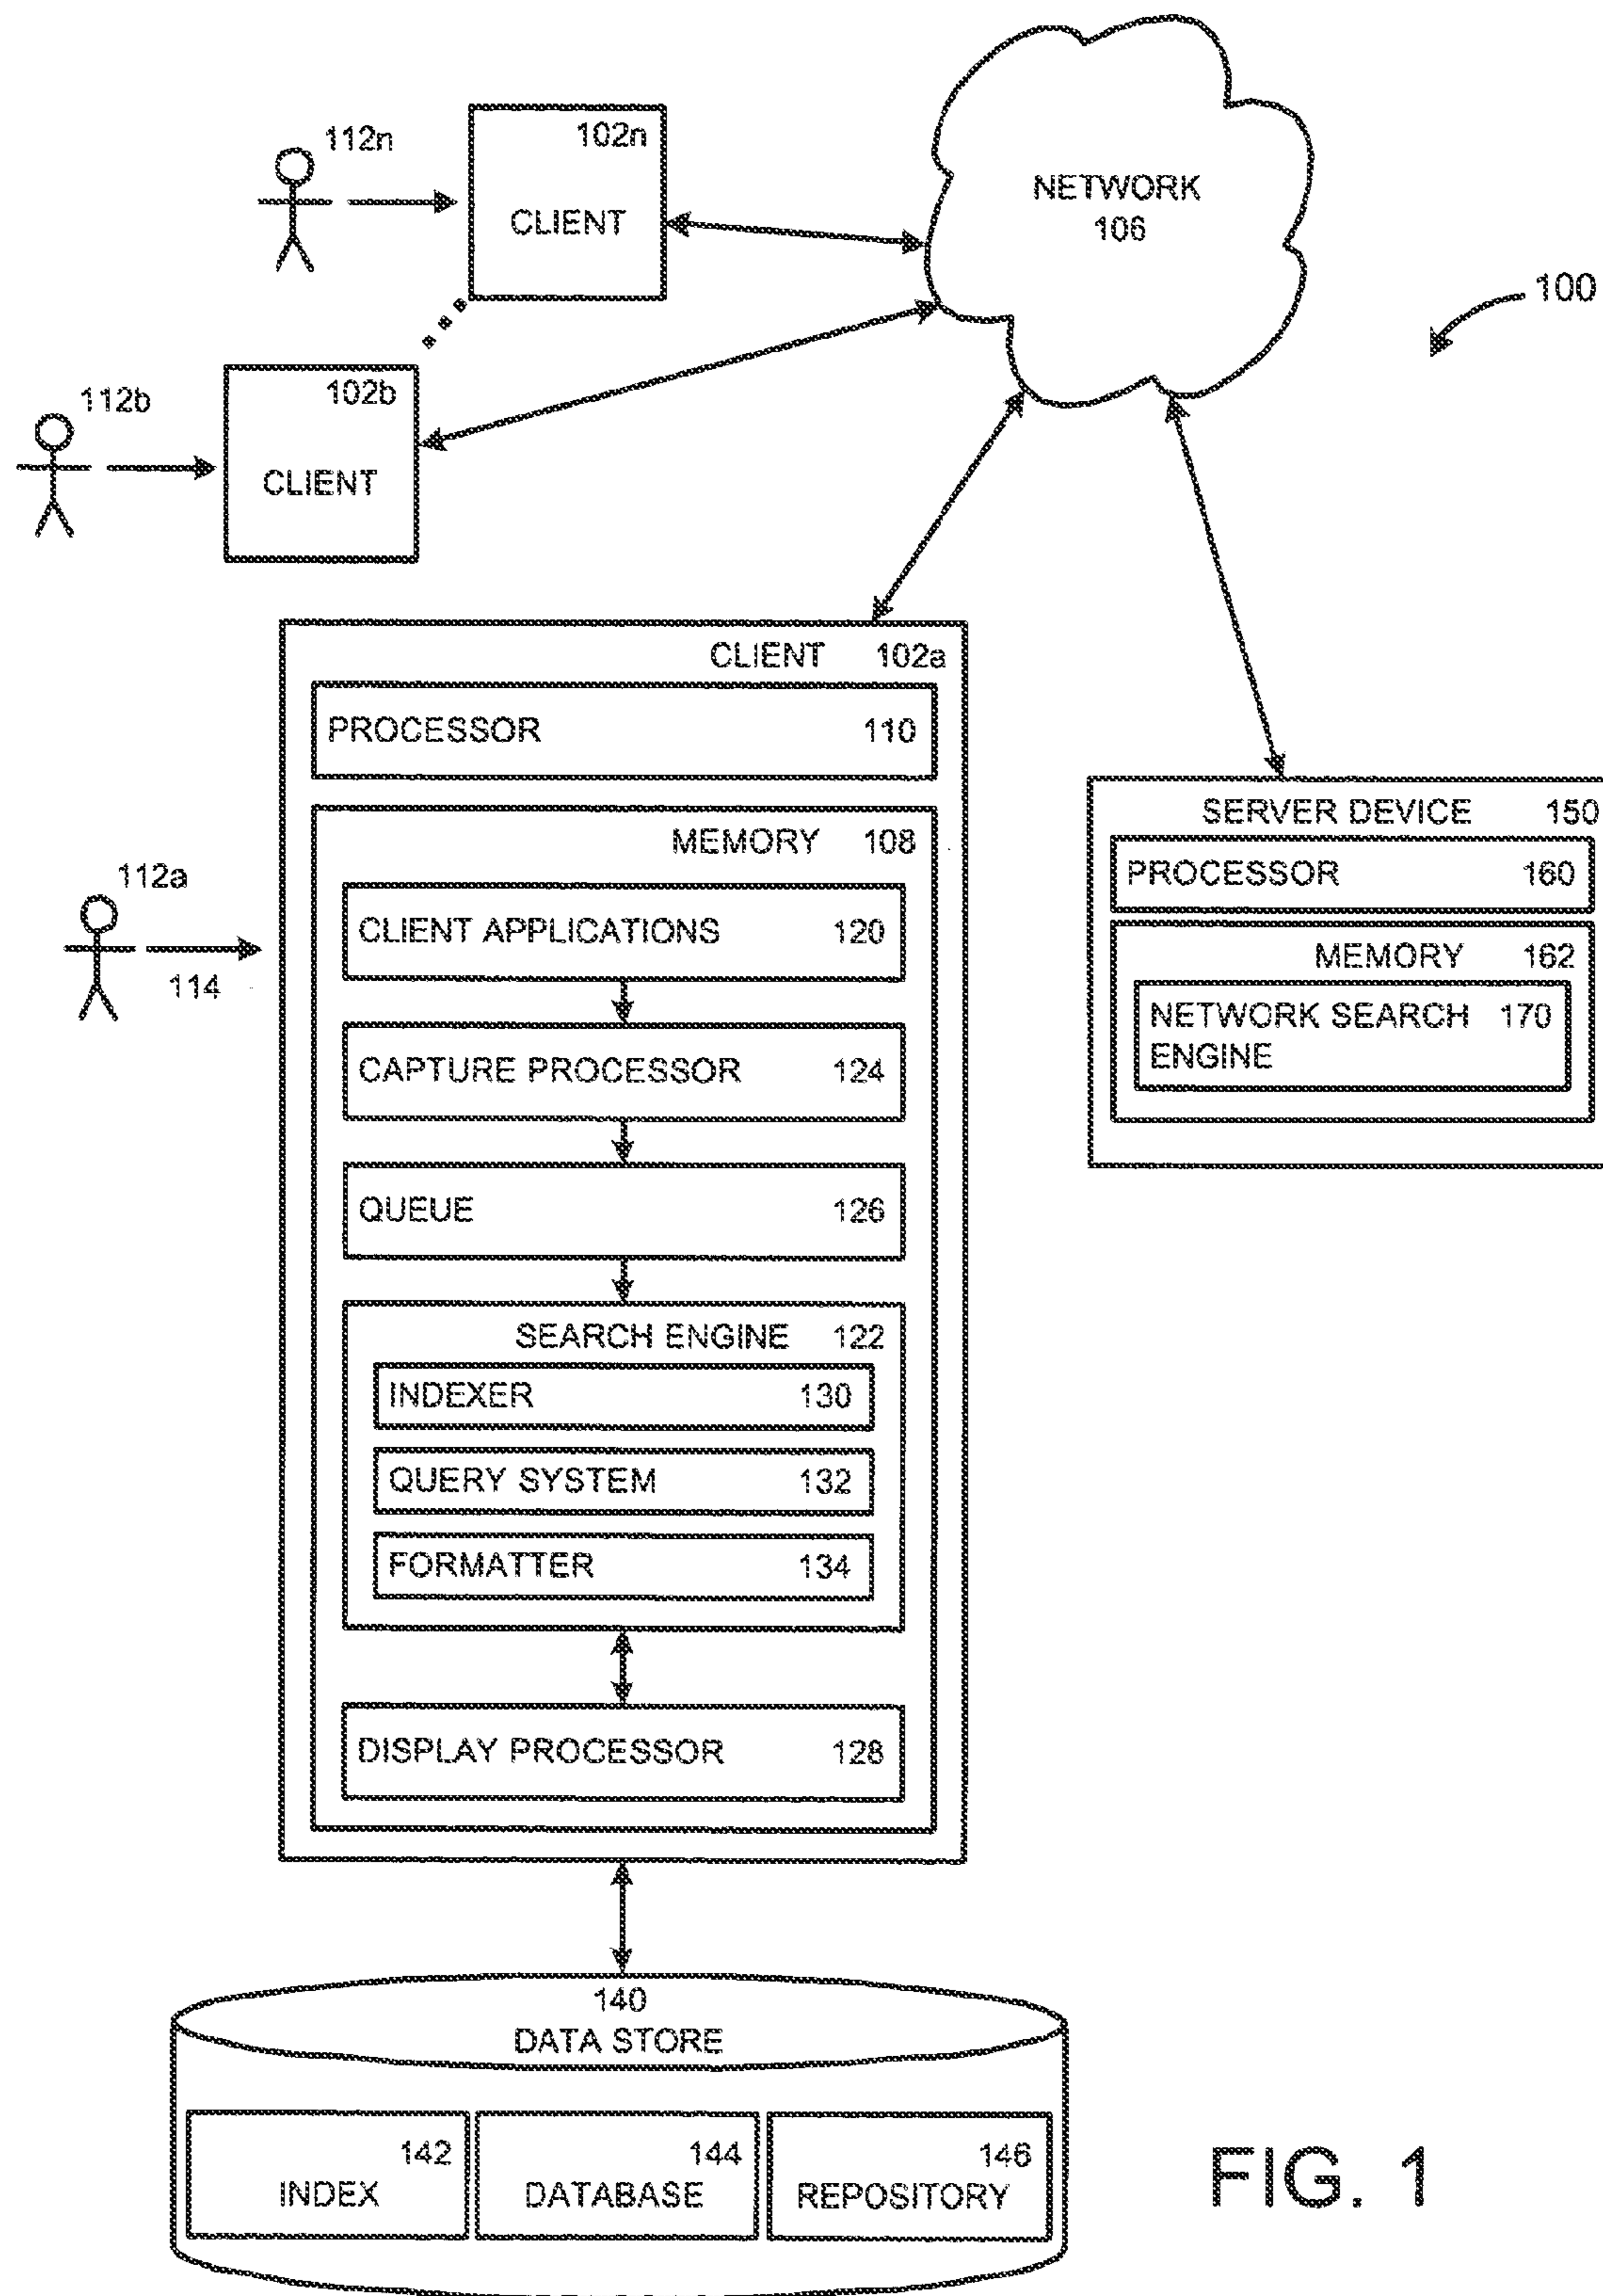 112n
102n
CLIENT
NETWORK
106
100
112b
102b
CLIENT
CLIENT 102a
PROCESSOR 110
MEMORY 108
112a
114
CLIENT APPLICATIONS 120
CAPTURE PROCESSOR 124
QUEUE 126
SEARCH ENGINE 122
INDEXER 130
QUERY SYSTEM 132
FORMATTER 134
DISPLAY PROCESSOR 128
SERVER DEVICE 150
PROCESSOR 160
MEMORY 162
NETWORK SEARCH 170
ENGINE
140
DATA STORE
142
INDEX
144
DATABASE
146
REPOSITORY
FIG. 1